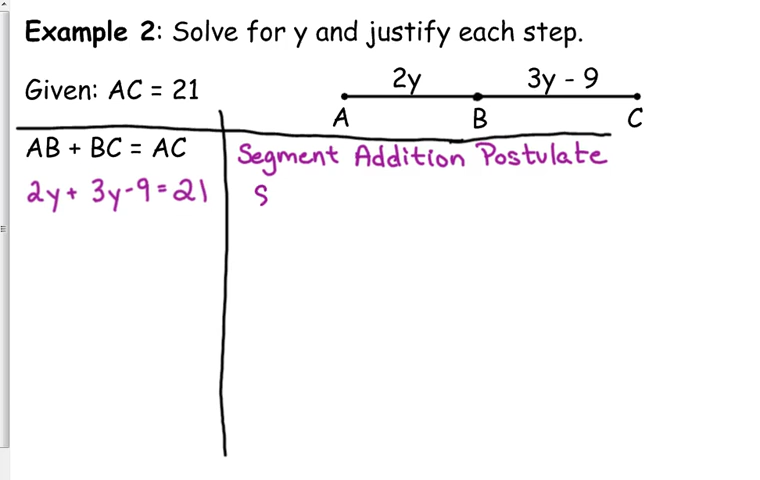 Example 2: Solve for y and justify each step.
Given: AC = 21
2y
3y - 9
A
B
C
AB + BC = AC
Segment Addition Postulate
2y + 3y - 9 = 21
S